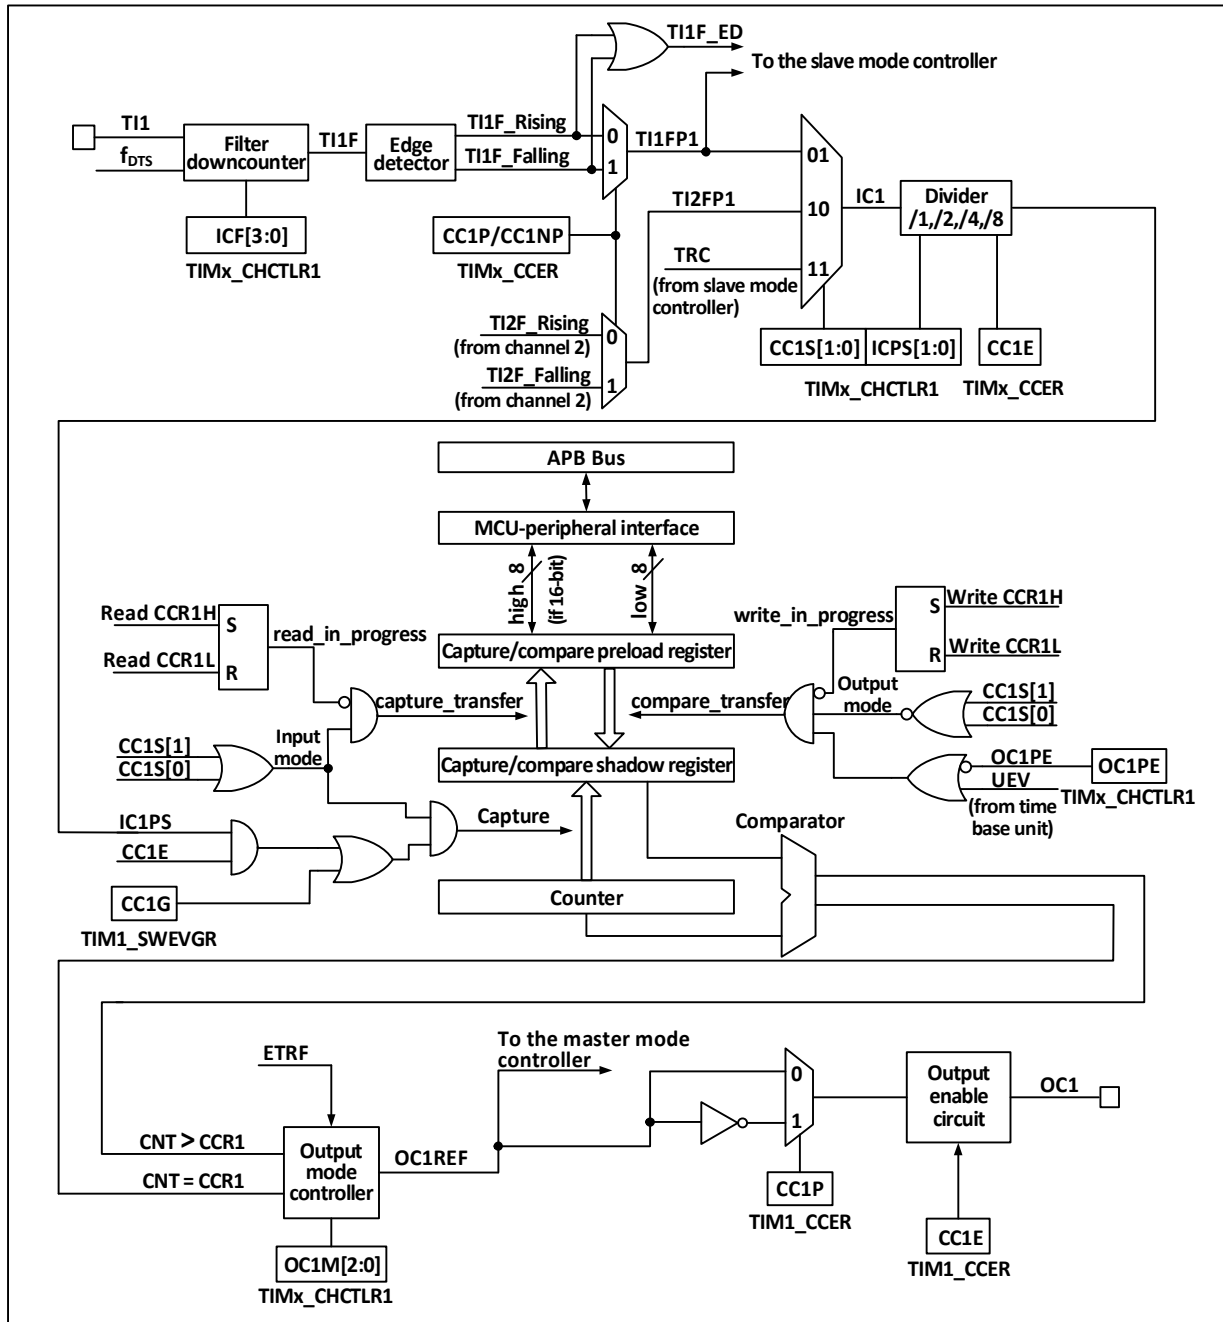 TI1F_ED
To the slave mode controller
TI1
fDTS
Filter
downcounter
TI1F
Edge
detector
TI1F_Rising
TI1F_Falling
0
1
TI1FP1
01
10
11
TI2FP1
TRC
(from slave mode
controller)
IC1
Divider
/1,/2,/4,/8
ICF[3:0]
TIMx_CHCTLR1
CC1P/CC1NP
TIMx_CCER
TI2F_Rising
(from channel 2)
TI2F_Falling
(from channel 2)
0
1
CC1S[1:0]
ICPS[1:0]
CC1E
TIMx_CHCTLR1
TIMx_CCER
APB Bus
MCU-peripheral interface
high
8
(if 16-bit)
low
8
Read CCR1H
Read CCR1L
S
R
read_in_progress
Capture/compare preload register
write_in_progress
S
R
Write CCR1H
Write CCR1L
capture_transfer
compare_transfer
Output
mode
CC1S[1]
CC1S[0]
CC1S[1]
CC1S[0]
Input
mode
Capture/compare shadow register
OC1PE
UEV
(from time
base unit)
OC1PE
TIMx_CHCTLR1
IC1PS
CC1E
Capture
Comparator
CC1G
TIM1_SWEVGR
Counter
ETRF
To the master mode
controller
CNT > CCR1
CNT = CCR1
Output
mode
controller
OC1REF
0
1
Output
enable
circuit
OC1
CC1P
TIM1_CCER
CC1E
TIM1_CCER
OC1M[2:0]
TIMx_CHCTLR1